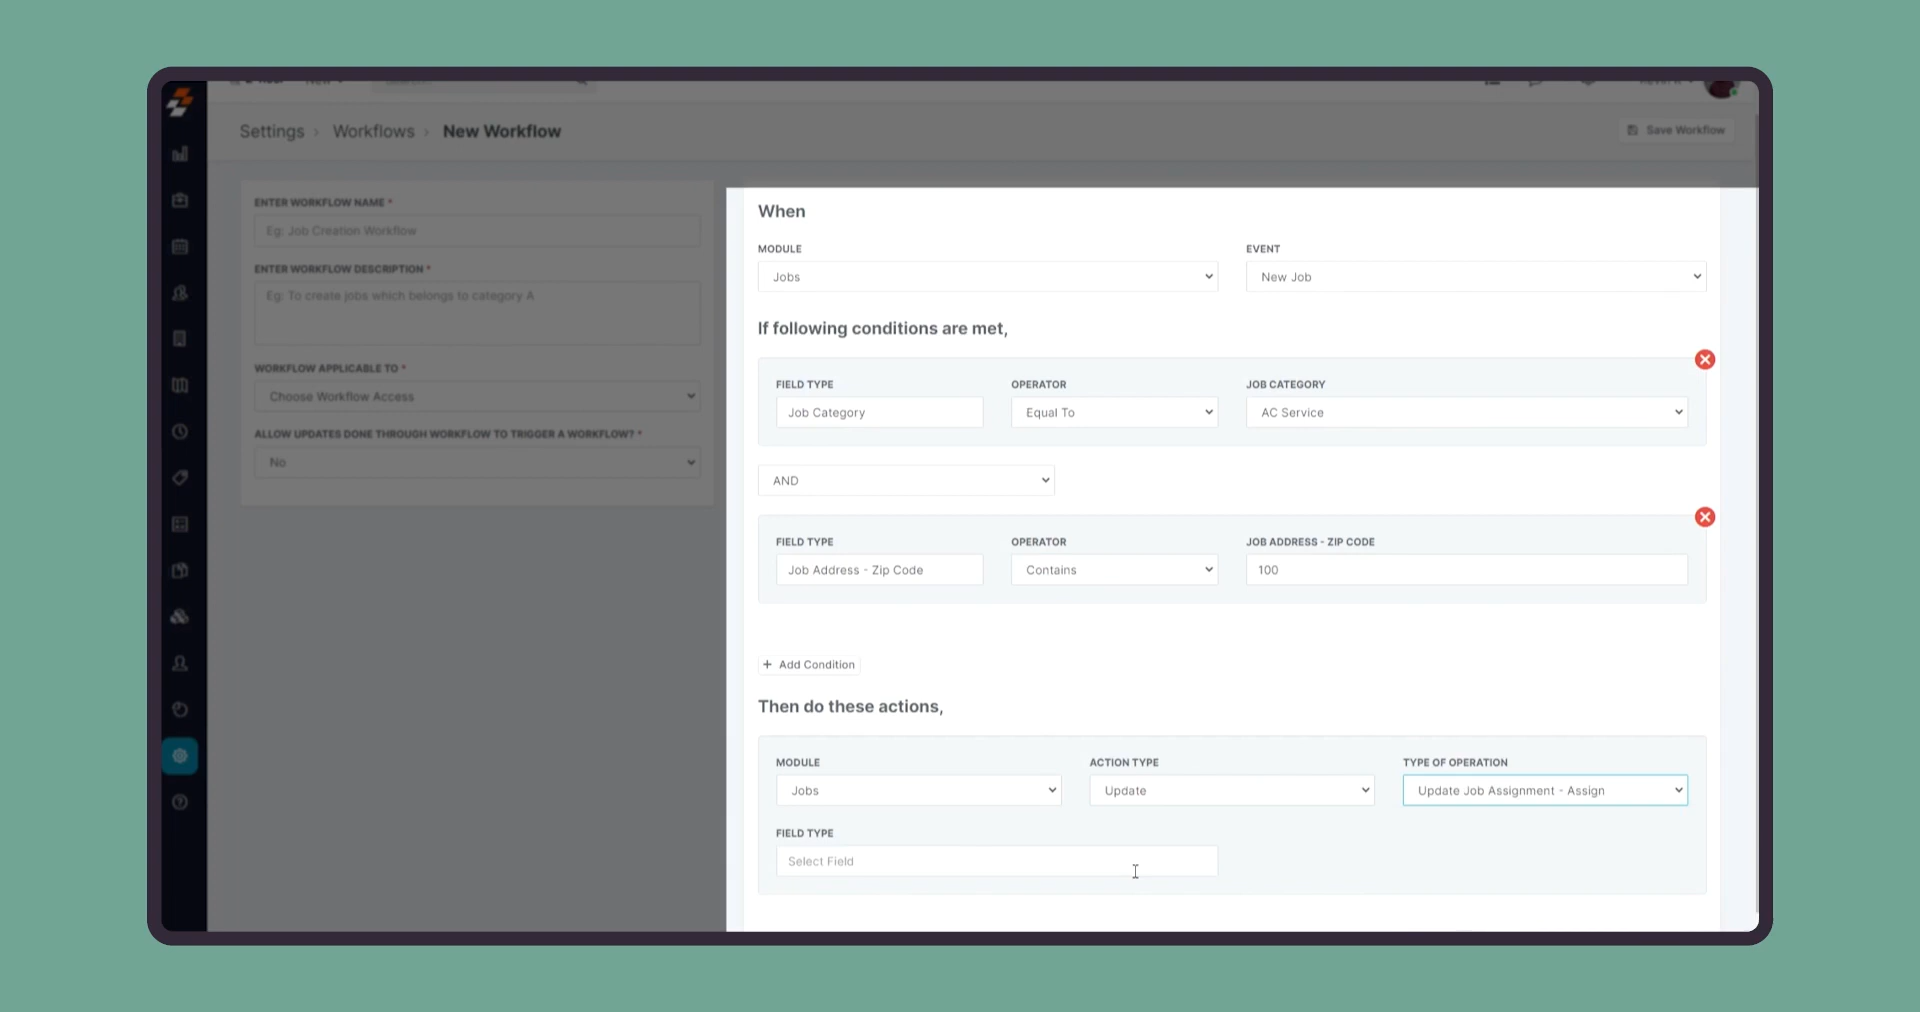 Settings › Workflows › New Workflow
Save Workflow
ENTER WORKFLOW NAME *
Eg: Job Creation Workflow
ENTER WORKFLOW DESCRIPTION *
Eg: To create jobs which belongs to category A
WORKFLOW APPLICABLE TO *
Choose Workflow Access
ALLOW UPDATES DONE THROUGH WORKFLOW TO TRIGGER A WORKFLOW? *
No
When
MODULE EVENT
Jobs New Job
If following conditions are met,
FIELD TYPE OPERATOR JOB CATEGORY
Job Category Equal To AC Service
AND
FIELD TYPE OPERATOR JOB ADDRESS - ZIP CODE
Job Address - Zip Code Contains 100
+ Add Condition
Then do these actions,
MODULE ACTION TYPE TYPE OF OPERATION
Jobs Update Update Job Assignment - Assign
FIELD TYPE
Select Field